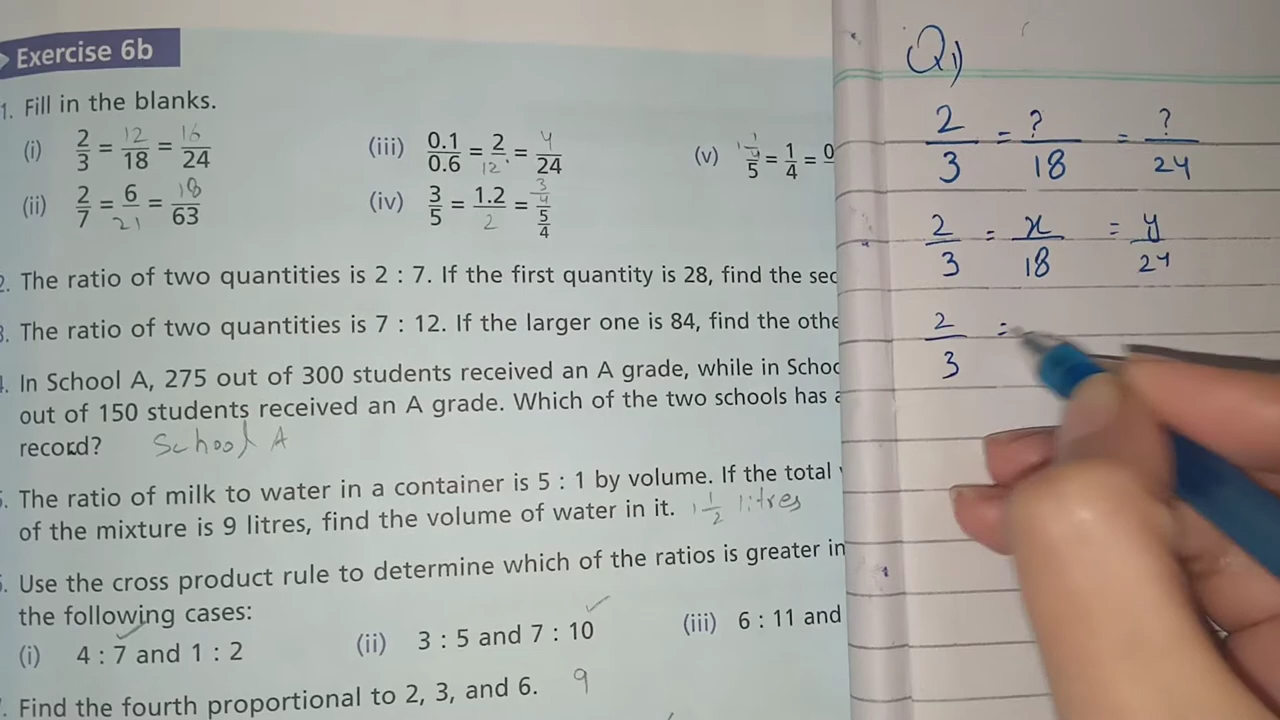 Exercise 6b
1. Fill in the blanks.
(i) 2/3 = 12/18 = 16/24
(iii) 0.1/0.6 = 2/12. = 4/24
(v) /5 = 1/4 = 0
(ii) 2/7 = 6/21 = 18/63
(iv) 3/5 = 1.2/2 = 3/4 / 5/4
2. The ratio of two quantities is 2 : 7. If the first quantity is 28, find the sec
3. The ratio of two quantities is 7 : 12. If the larger one is 84, find the othe
4. In School A, 275 out of 300 students received an A grade, while in Schoo
out of 150 students received an A grade. Which of the two schools has a
record? School A
5. The ratio of milk to water in a container is 5 : 1 by volume. If the total
of the mixture is 9 litres, find the volume of water in it. 1 1/2 litres
6. Use the cross product rule to determine which of the ratios is greater in
the following cases:
(i) 4 : 7 and 1 : 2
(ii) 3 : 5 and 7 : 10
(iii) 6 : 11 and
Find the fourth proportional to 2, 3, and 6. 9
Q1)
2/3 = ?/18 = ?/24
2/3 = x/18 = y/24
2/3 =